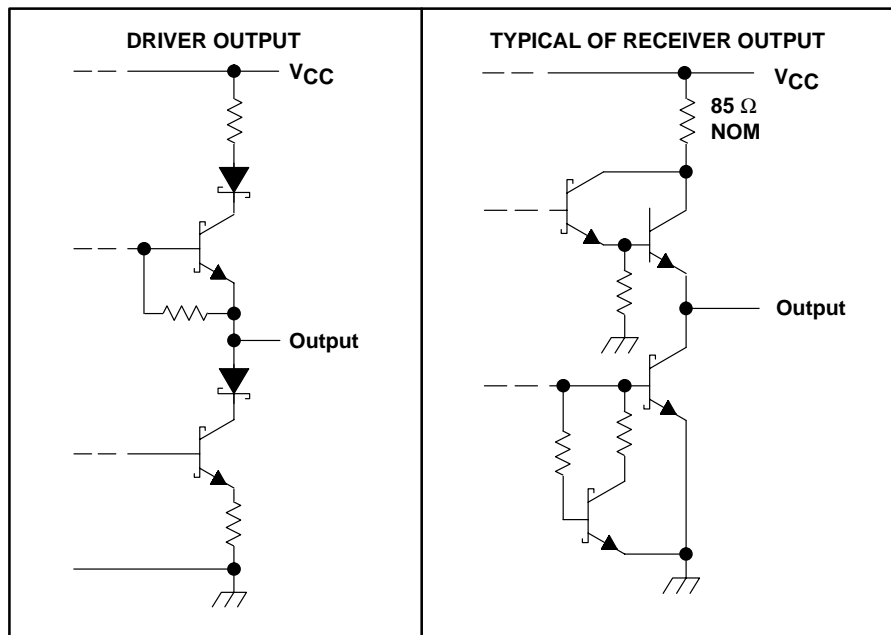 DRIVER OUTPUT
VCC
Output
TYPICAL OF RECEIVER OUTPUT
VCC
85 Ω
NOM
Output